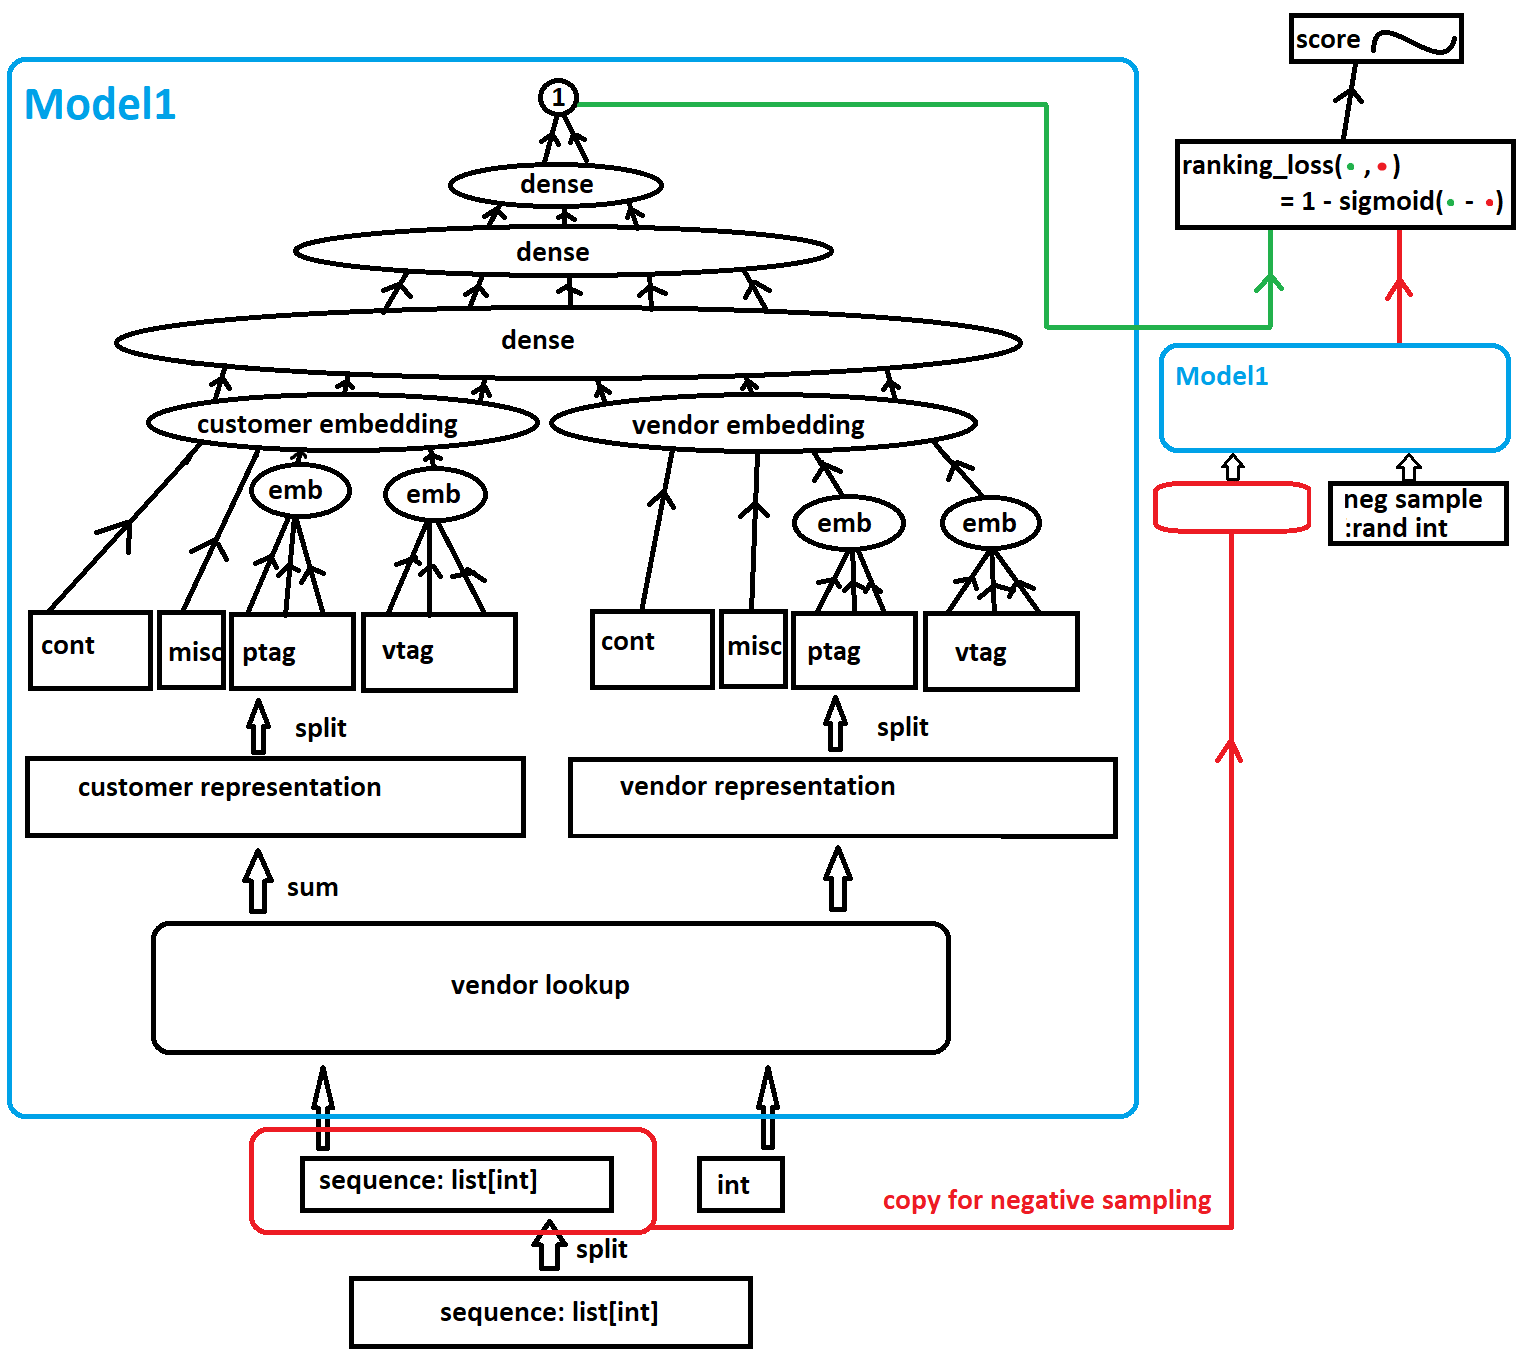 score
Model1
1
ranking_loss( , )
= 1 - sigmoid( - )
dense
dense
dense
Model1
customer embedding
vendor embedding
emb
emb
emb
emb
neg sample
:rand int
cont
misc
ptag
vtag
cont
misc
ptag
vtag
split
split
customer representation
vendor representation
sum
vendor lookup
sequence: list[int]
int
copy for negative sampling
split
sequence: list[int]